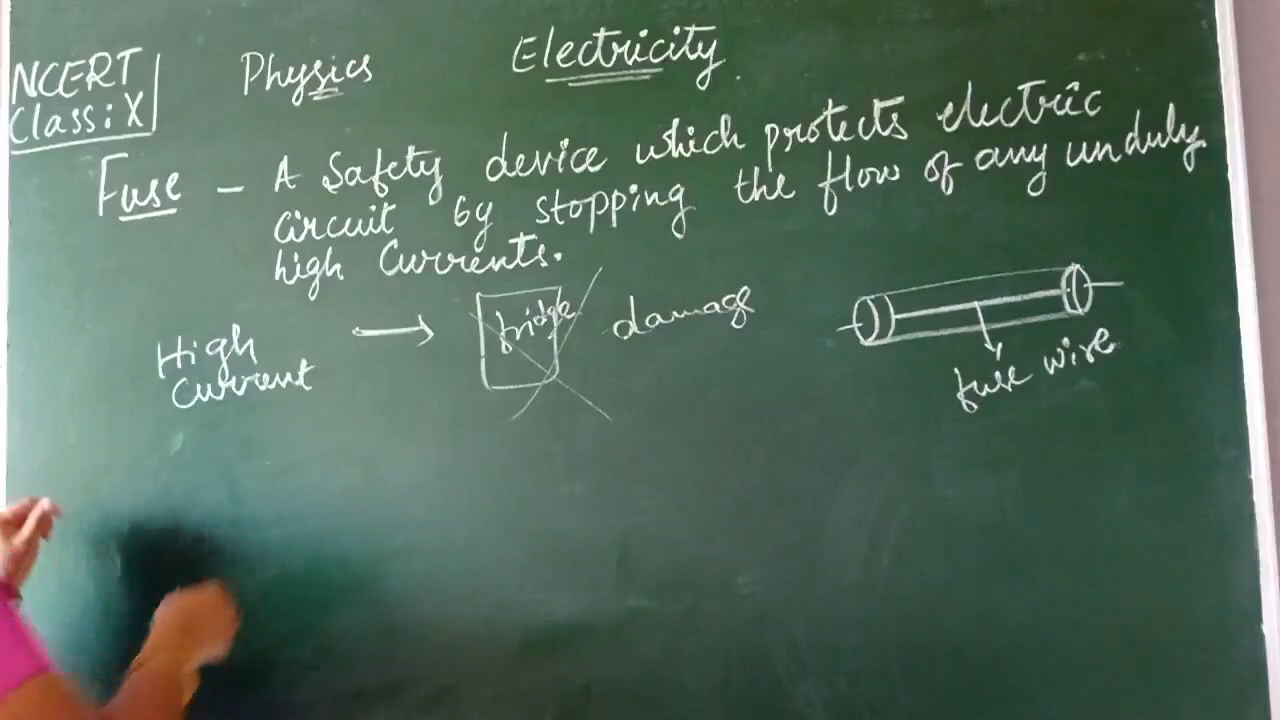 NCERT
Class:X
Physics
Electricity
Fuse – A Safety device which protects electric
circuit by stopping the flow of any unduly
high Currents.
High
Current
fridge
damage
fuse wire